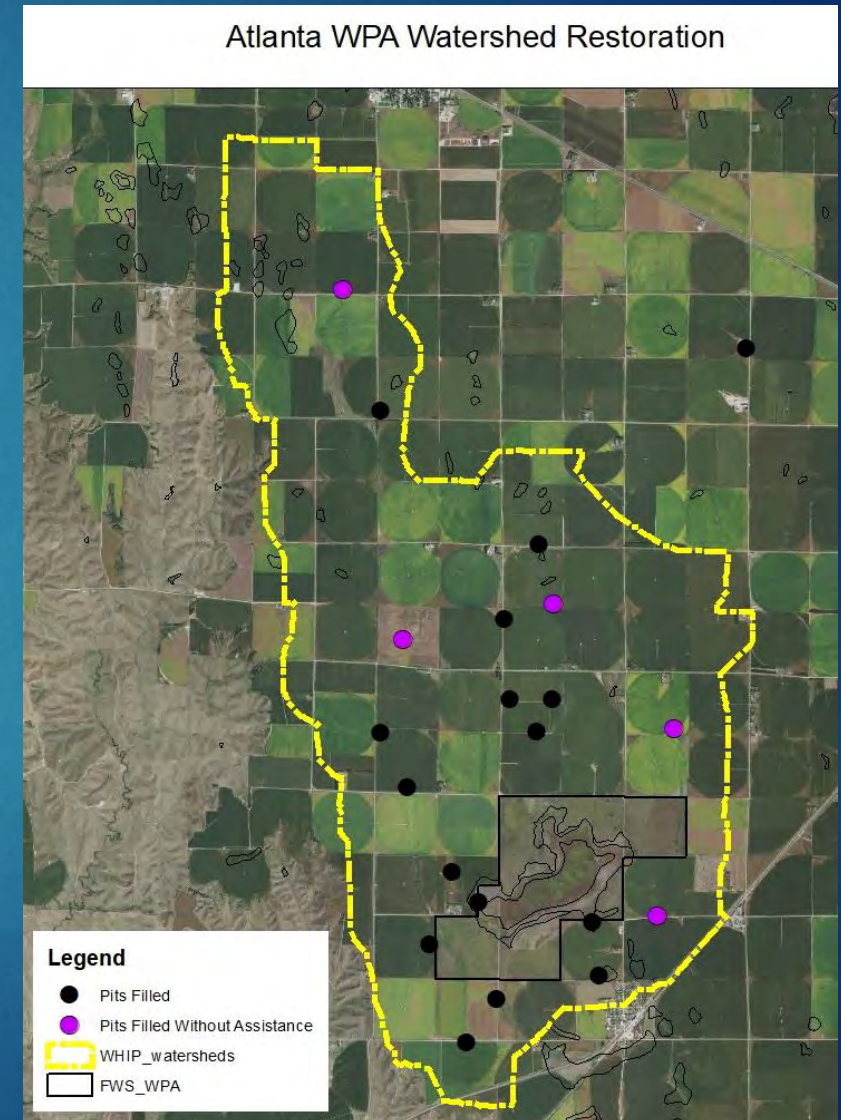 Atlanta WPA Watershed Restoration
Legend
Pits Filled
Pits Filled Without Assistance
WHIP_watersheds
FWS_WPA